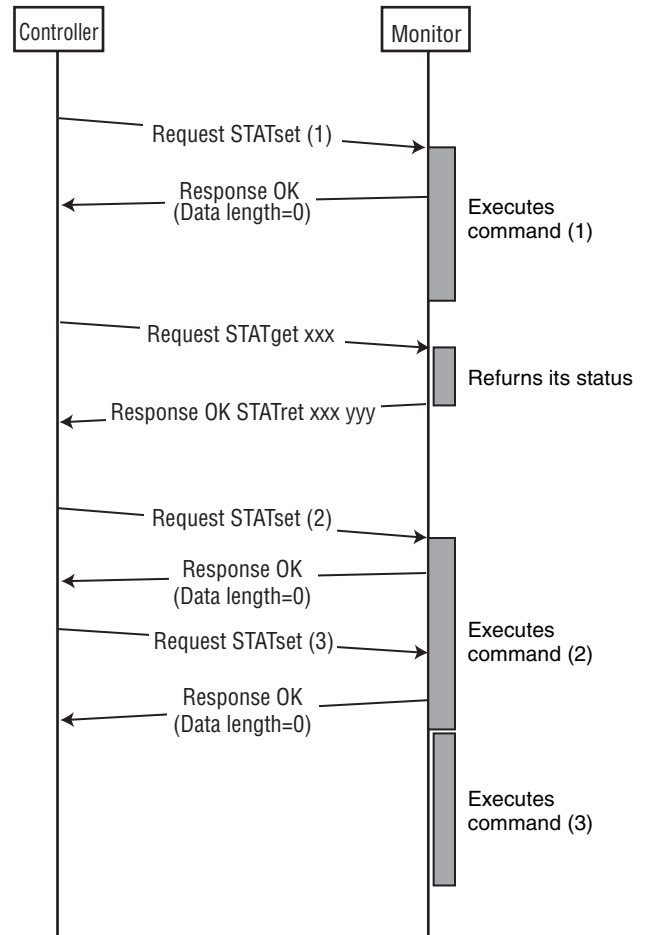 Controller
Monitor
Request STATset (1)
Response OK
(Data length=0)
Executes
command (1)
Request STATget xxx
Refurns its status
Response OK STATret xxx yyy
Request STATset (2)
Response OK
(Data length=0)
Request STATset (3)
Executes
command (2)
Response OK
(Data length=0)
Executes
command (3)